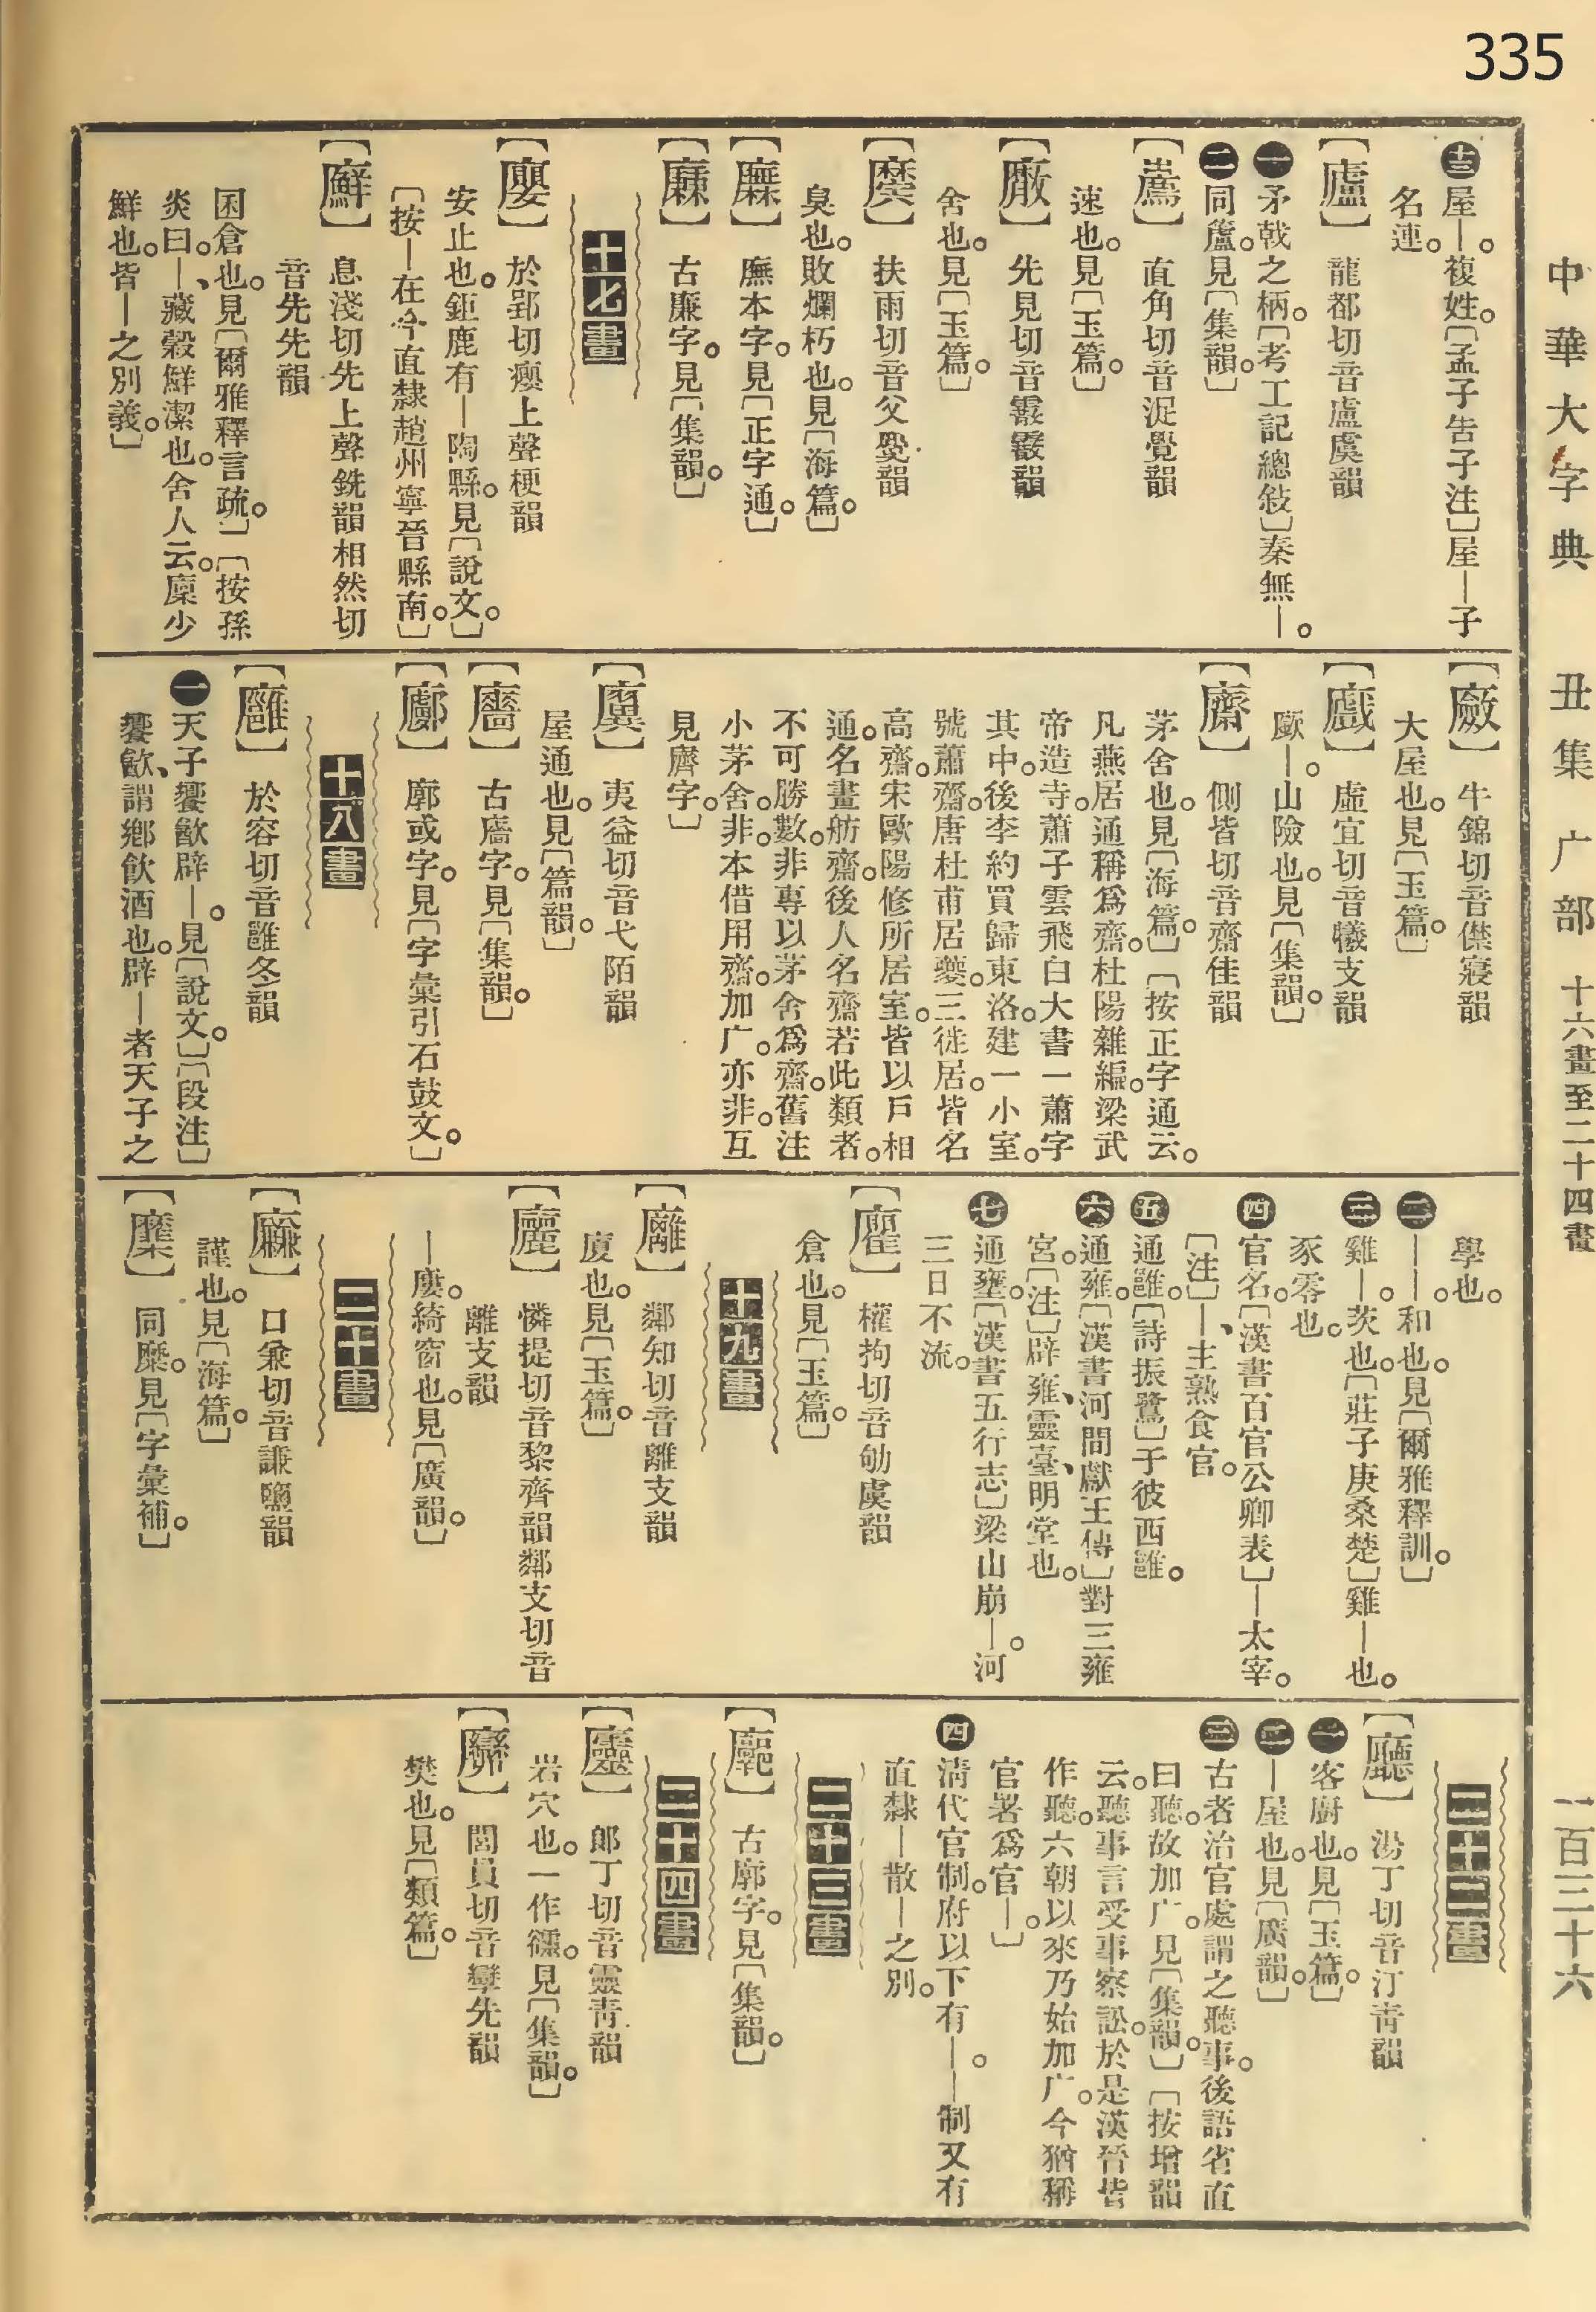 335
中華大字典　丑集　广部　十六畫至二十四畫　一百三十六
屋｜。複姓。〔孟子告子注〕屋｜子
名連。
【廬】龍都切音盧虞韻
一 矛戟之柄。〔考工記總敍〕秦無｜。
二 同籚。見〔集韻。〕
直角切音浞覺韻
速也。見〔玉篇。〕
先見切音霰霰韻
舍也。見〔玉篇。〕
扶雨切音父麌韻
臭也。敗爛朽也。見〔海篇。〕
廡本字。見〔正字通。〕
古廉字。見〔集韻。〕
十七畫
【廮】於郢切癭上聲梗韻
安止也。鉅鹿有｜陶縣。見〔說文。〕
〔按｜在今直隸趙州寧晉縣南。〕
【廯】息淺切先上聲銑韻相然切
音先先韻
囷倉也。見〔爾雅釋言疏。〕〔按孫
炎曰。｜、藏穀鮮潔也。舍人云。廩少
鮮也。皆｜之別義。〕
牛錦切音僸寢韻
大屋也。見〔玉篇。〕
虛宜切音犧支韻
｜。山險也。見〔集韻。〕
側皆切音齋佳韻
茅舍也。見〔海篇。〕〔按正字通云。
凡燕居通稱爲齋。杜陽雜編。梁武
帝造寺。蕭子雲飛白大書一蕭字
其中。後李約買歸東洛。建一小室。
號蕭齋。唐杜甫居夔。三徙居。皆名
高齋。宋歐陽修所居室。皆以戶相
通。名畫舫齋。後人名齋若此類者。
不可勝數。非專以茅舍爲齋。舊注
小茅舍。非。本借用齋。加广。亦非。互
見齋字。〕
夷益切音弋陌韻
屋通也。見〔篇韻。〕
古廧字。見〔集韻。〕
廓或字。見〔字彙引石鼓文。〕
十八畫
【廱】於容切音雝冬韻
一 天子饗飮辟｜。見〔說文。〕〔段注〕
饗飮、謂鄉飮酒也。辟｜者天子之
學也。
二 ｜｜。和也。見〔爾雅釋訓。〕
三 雞｜。茨也。〔莊子庚桑楚〕雞｜也。
豕零也。
四 官名。〔漢書百官公卿表〕｜太宰。
〔注〕｜、主熟食官。
五 通雝。〔詩振鷺〕于彼西雝。
六 通雍。〔漢書河間獻王傳〕對三雍
宮。〔注〕辟雍、靈臺、明堂也。
七 通壅。〔漢書五行志〕梁山崩｜。河
三日不流。
權拘切音劬虞韻
倉也。見〔玉篇。〕
十九畫
鄰知切音離支韻
廈也。見〔玉篇。〕
憐提切音黎齊韻鄰支切音
離支韻
｜廔。綺窗也。見〔廣韻。〕
二十畫
口兼切音謙鹽韻
謹也。見〔海篇。〕
同麋。見〔字彙補。〕
二十二畫
【廳】湯丁切音汀青韻
一 客廚也。見〔玉篇。〕
二 ｜屋也。見〔廣韻。〕
三 古者治官處謂之聽事。後語省直
曰聽。故加广。見〔集韻。〕〔按增韻
云。聽事言受事察訟。於是漢晉皆
作聽。六朝以來乃始加广。今猶稱
官署爲官｜。〕
四 淸代官制。府以下有｜。｜制又有
直隸｜散｜之別。
二十三畫
古廓字。見〔集韻。〕
二十四畫
郎丁切音靈青韻
岩穴也。一作。見〔集韻。〕
閭員切音攣先韻
樊也。見〔類篇。〕